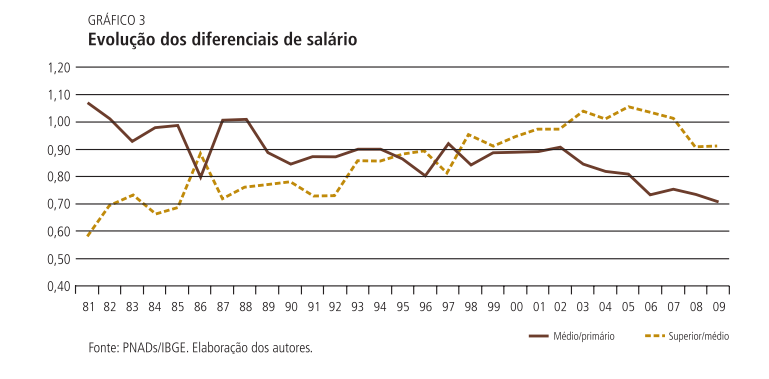 GRÁFICO 3
Evolução dos diferenciais de salário
1,20
1,10
1,00
0,90
0,80
0,70
0,60
0,50
0,40
81 82 83 84 85 86 87 88 89 90 91 92 93 94 95 96 97 98 99 00 01 02 03 04 05 06 07 08 09
Médio/primário Superior/médio
Fonte: PNADs/IBGE. Elaboração dos autores.